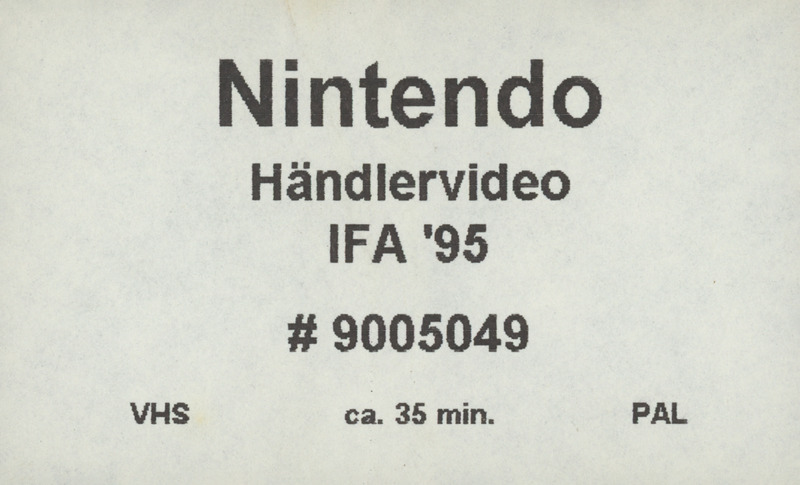 Nintendo
Händlervideo
IFA '95
# 9005049
VHS ca. 35 min. PAL